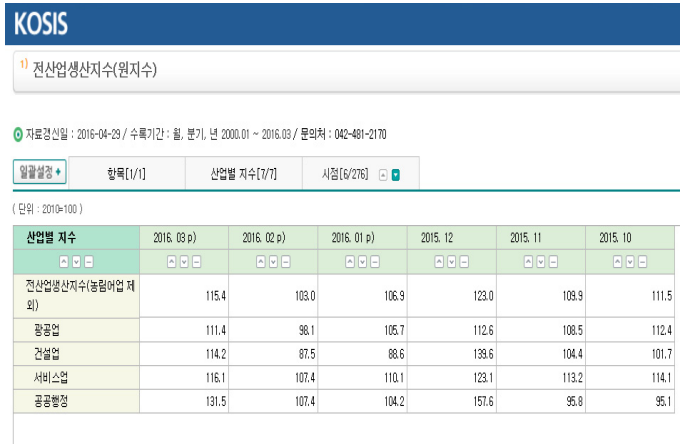 KOSIS
1) 전산업생산지수(원지수)
자료갱신일 : 2016-04-29 / 수록기간 : 월, 분기, 년 2000.01 ~ 2016.03 / 문의처 : 042-481-2170
일괄설정 + 항목[1/1] 산업별 지수[7/7] 시점[6/276]
( 단위 : 2010=100 )
산업별 지수 2016. 03 p) 2016. 02 p) 2016. 01 p) 2015. 12 2015. 11 2015. 10
전산업생산지수(농림어업 제
외) 115.4 103.0 106.9 123.0 109.9 111.5
광공업 111.4 98.1 105.7 112.6 108.5 112.4
건설업 114.2 87.5 88.6 139.6 104.4 101.7
서비스업 116.1 107.4 110.1 123.1 113.2 114.1
공공행정 131.5 107.4 104.2 157.6 95.8 95.1